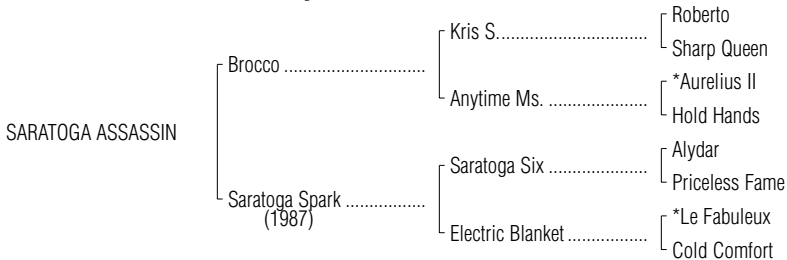 Roberto
Kris S.
Sharp Queen
Brocco
*Aurelius II
Anytime Ms.
Hold Hands
SARATOGA ASSASSIN
Alydar
Saratoga Six
Priceless Fame
Saratoga Spark
(1987)
*Le Fabuleux
Electric Blanket
Cold Comfort